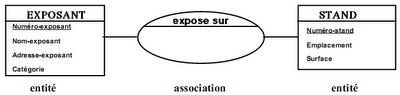 EXPOSANT
Numéro-exposant
Nom-exposant
Adresse-exposant
Catégorie
expose sur
STAND
Numéro-stand
Emplacement
Surface
entité
association
entité